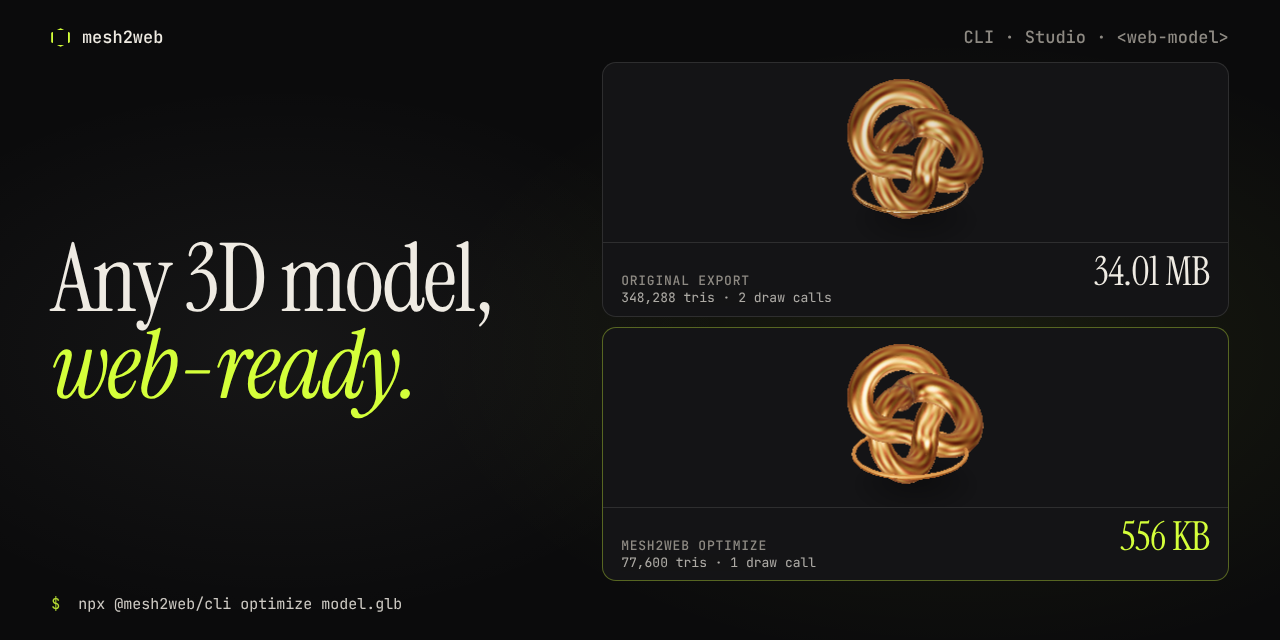 mesh2web
CLI · Studio · <web-model>
Any 3D model,
web-ready.
$ npx @mesh2web/cli optimize model.glb
ORIGINAL EXPORT
348,288 tris · 2 draw calls
34.01 MB
MESH2WEB OPTIMIZE
77,600 tris · 1 draw call
556 KB